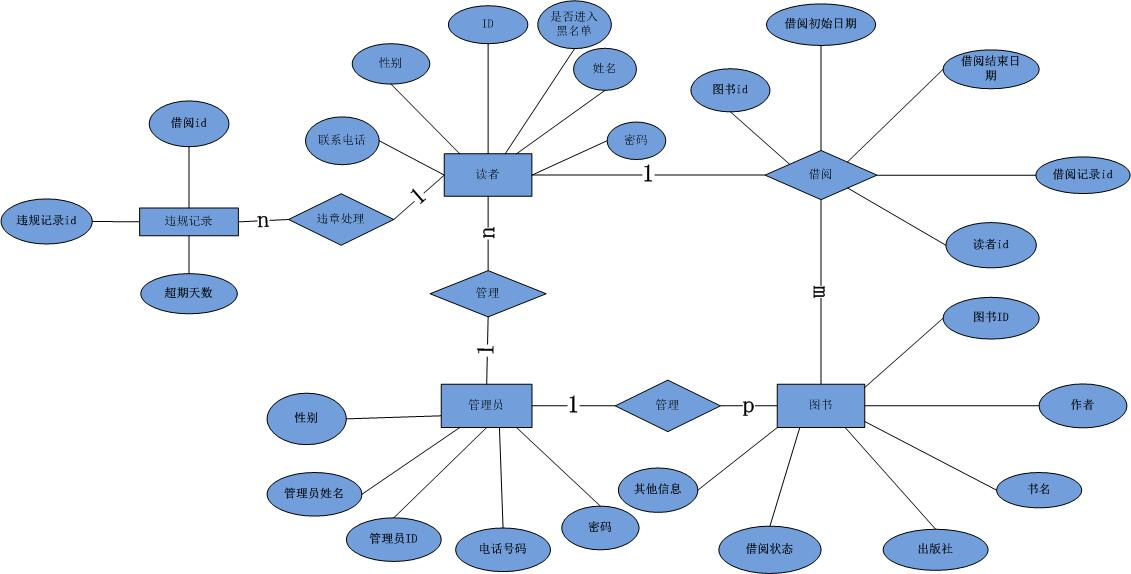 ID
是否进入
黑名单
借阅初始日期
性别
姓名
借阅结束日
期
图书id
借阅id
联系电话
密码
读者
1
借阅
借阅记录id
违规记录id
违规记录
n
违章处理
1
n
读者id
超期天数
管理
m
图书ID
1
性别
管理员
1
管理
p
图书
作者
管理员姓名
其他信息
书名
管理员ID
电话号码
密码
借阅状态
出版社